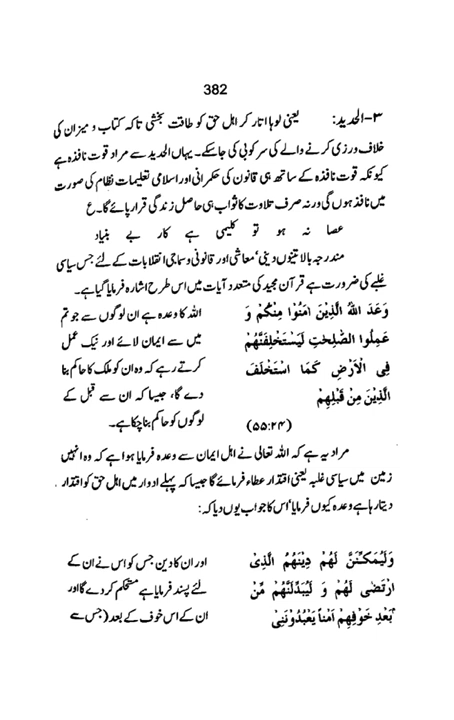 382
۳-الحدید: یعنی لوہا اتار کر اہل حق کو طاقت بخشی تاکہ کتاب و میزان کی
خلاف ورزی کرنے والے کی سرکوبی کی جاسکے۔ یہاں الحدید سے مراد قوت نافذہ ہے
کیونکہ قوت نافذہ کے ساتھ ہی قانون کی حکمرانی اور اسلامی تعلیمات نظام کی صورت
میں نافذ ہوں گی ورنہ صرف تلاوت کا ثواب ہی حاصل زندگی قرار پائے گا۔ ع
عصا نہ ہو تو کلیمی ہے کار بے بنیاد
مندرجہ بالا تینوں دینی‘ معاشی اور قانونی و سماجی انقلابات کے لئے جس سیاسی
غلبے کی ضرورت ہے قرآن مجید کی متعدد آیات میں اس طرح اشارہ فرمایا گیا ہے۔
وَعَدَ اللهُ الَّذِیْنَ اٰمَنُوْا مِنْكُمْ وَ
عَمِلُوا الصّٰلِحٰتِ لَیَسْتَخْلِفَنَّهُمْ
فِی الْاَرْضِ كَمَا اسْتَخْلَفَ
الَّذِیْنَ مِنْ قَبْلِهِمْ
(۵۵:۲۴)
اللہ کا وعدہ ہے ان لوگوں سے جو تم
میں سے ایمان لائے اور نیک عمل
کرتے رہے کہ وہ ان کو ملک کا حاکم بنا
دے گا، جیسا کہ ان سے قبل کے
لوگوں کو حاکم بنا چکا ہے۔
مراد یہ ہے کہ اللہ تعالیٰ نے اہل ایمان سے وعدہ فرمایا ہوا ہے کہ وہ انہیں
زمین میں سیاسی غلبہ یعنی اقتدار عطاء فرمائے گا جیسا کہ پہلے ادوار میں اہل حق کو اقتدار
دیتا رہا ہے وعدہ کیوں فرمایا‘ اس کا جواب یوں دیا کہ:
وَلَیُمَكِّنَنَّ لَهُمْ دِیْنَهُمُ الَّذِی
ارْتَضٰی لَهُمْ وَ لَیُبَدِّلَنَّهُمْ مِّنْ
بَعْدِ خَوْفِهِمْ اَمْناً یَعْبُدُوْنَنِیْ
اور ان کا دین جس کو اس نے ان کے
لئے پسند فرمایا ہے مستحکم کر دے گا اور
ان کے اس خوف کے بعد (جس سے